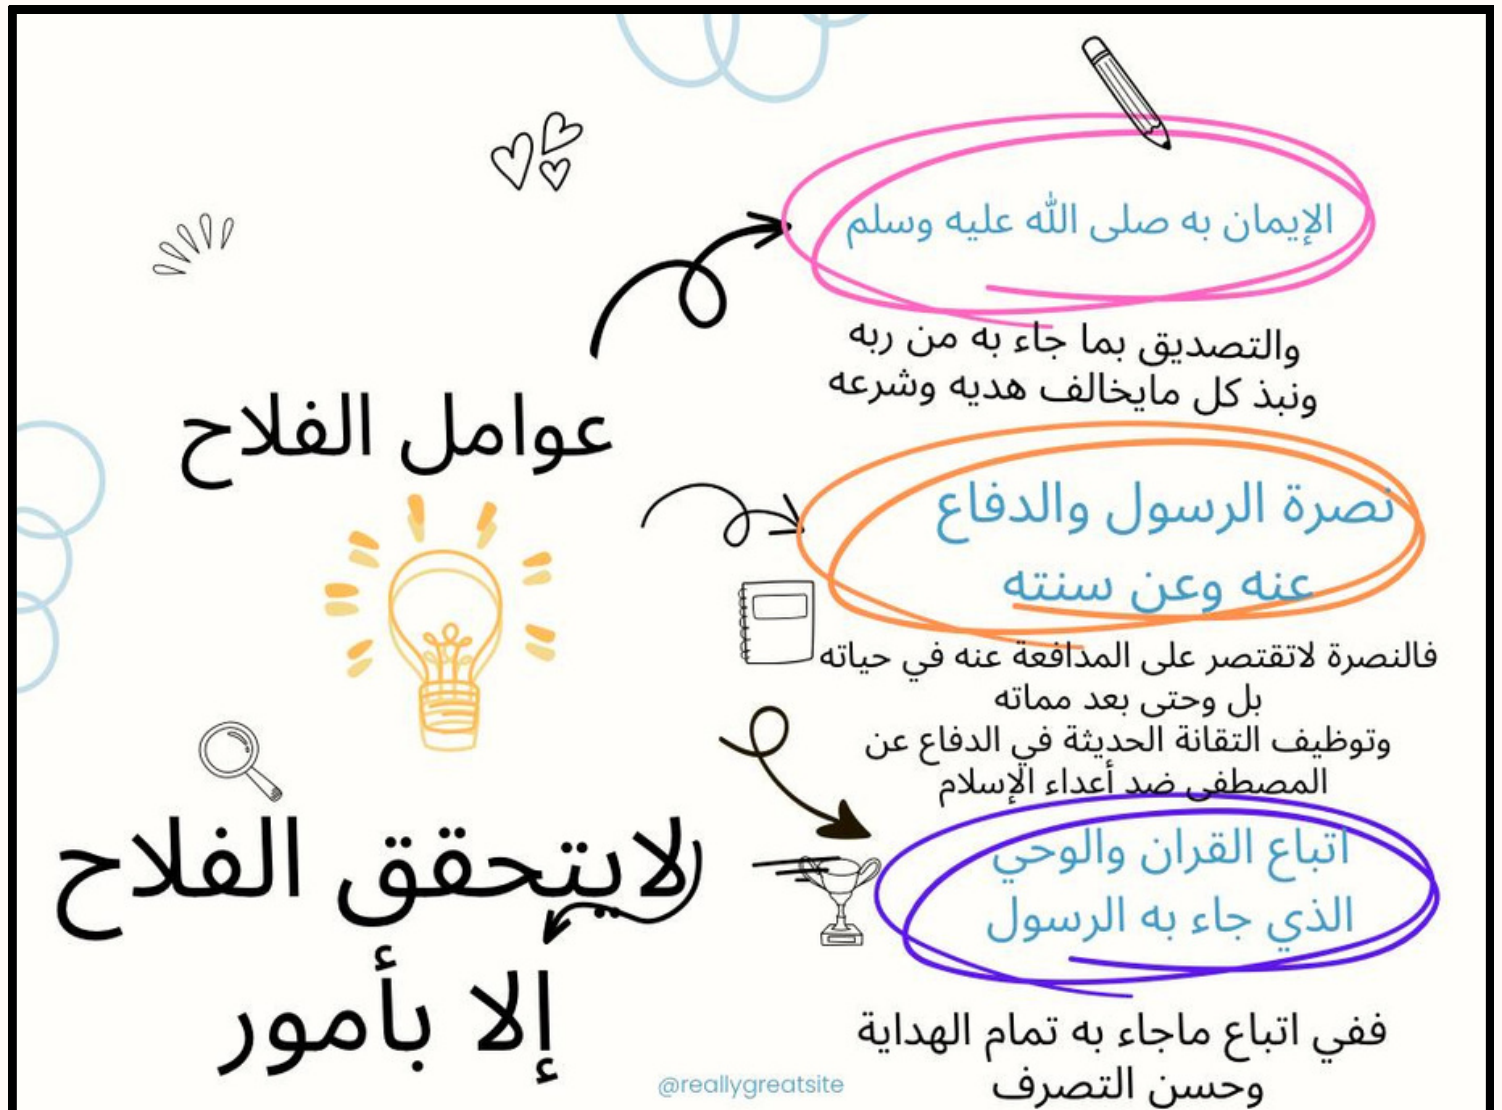 عوامل الفلاح
لايتحقق الفلاح
إلا بأمور
الإيمان به صلى الله عليه وسلم
والتصديق بما جاء به من ربه
ونبذ كل مايخالف هديه وشرعه
نصرة الرسول والدفاع
عنه وعن سنته
فالنصرة لاتقتصر على المدافعة عنه في حياته
بل وحتى بعد مماته
وتوظيف التقانة الحديثة في الدفاع عن
المصطفى ضد أعداء الإسلام
اتباع القران والوحي
الذي جاء به الرسول
ففي اتباع ماجاء به تمام الهداية
وحسن التصرف
@reallygreatsite